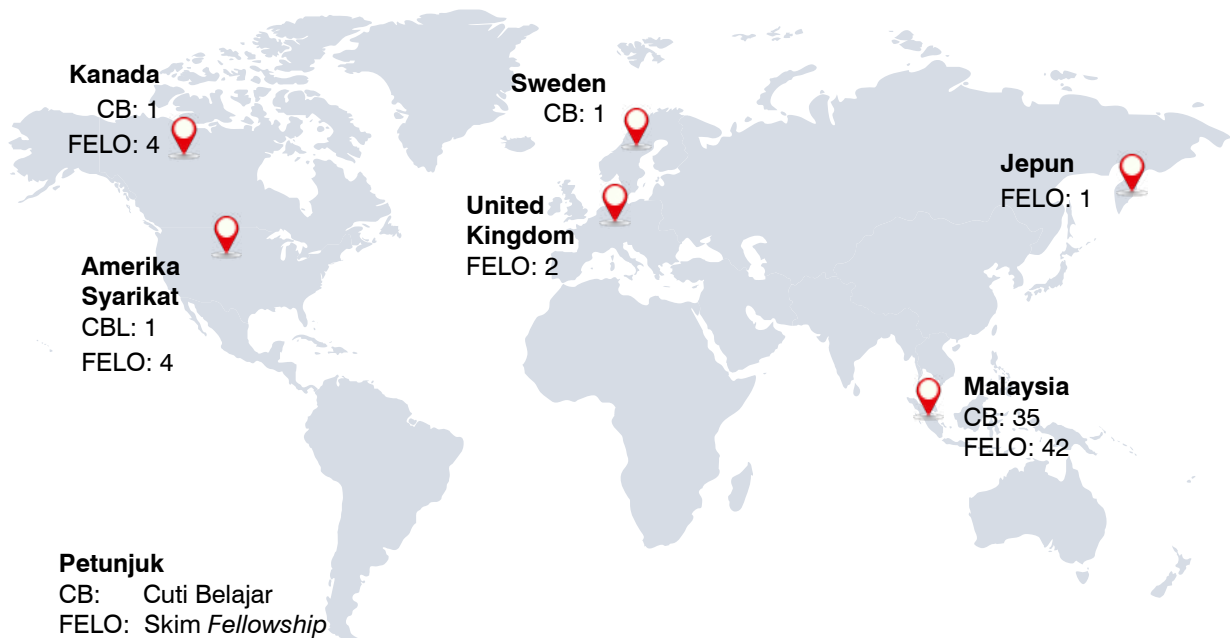 Kanada
CB: 1
FELO: 4
Sweden
CB: 1
Jepun
FELO: 1
United
Kingdom
FELO: 2
Amerika
Syarikat
CBL: 1
FELO: 4
Malaysia
CB: 35
FELO: 42
Petunjuk
CB: Cuti Belajar
FELO: Skim Fellowship